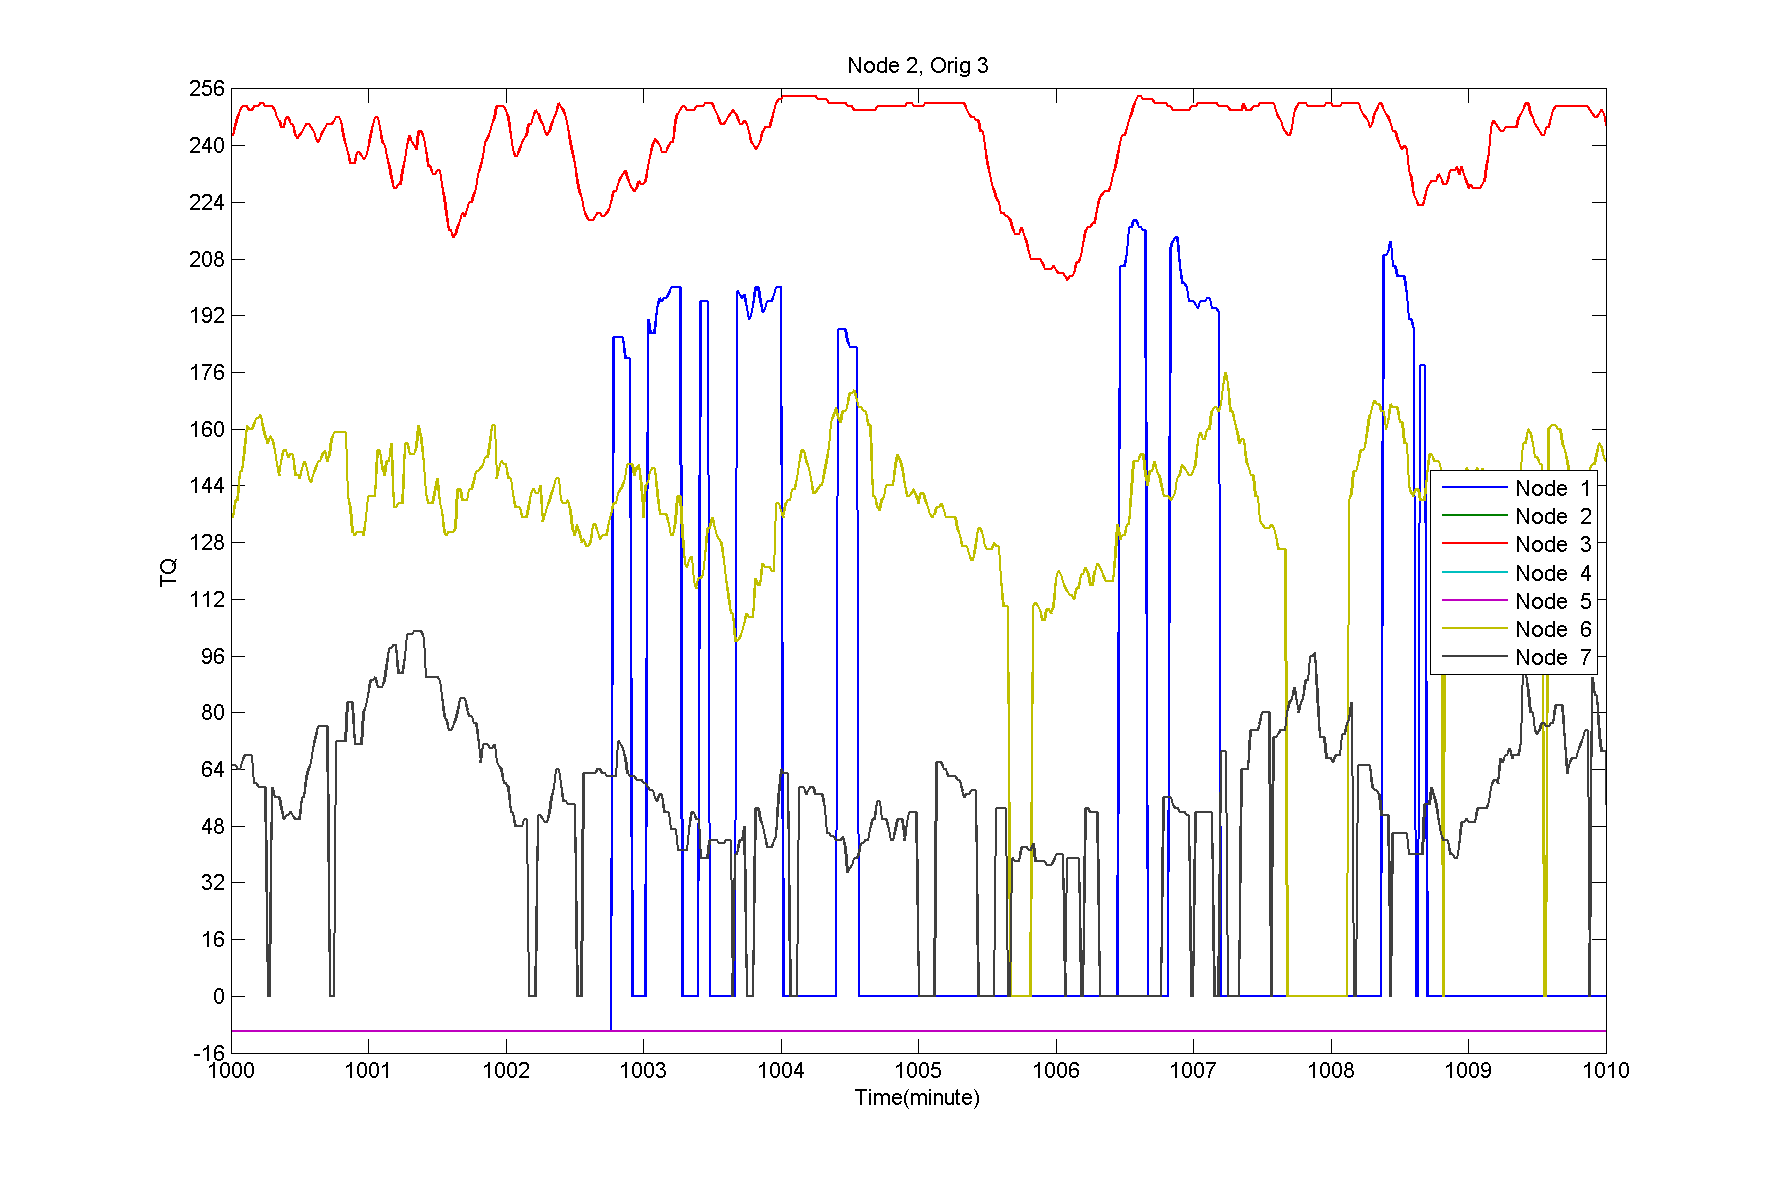 Node 2, Orig 3
256
240
224
208
192
176
160
144
128
112
96
80
64
48
32
16
0
-16
TQ
Node 1
Node 2
Node 3
Node 4
Node 5
Node 6
Node 7
1000 1001 1002 1003 1004 1005 1006 1007 1008 1009 1010
Time(minute)